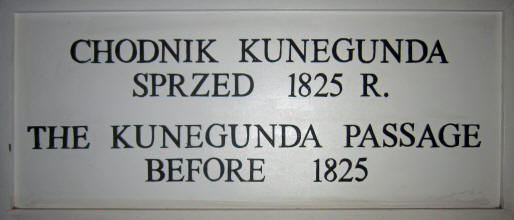 CHODNIK KUNEGUNDA
SPRZED 1825 R.
THE KUNEGUNDA PASSAGE
BEFORE 1825